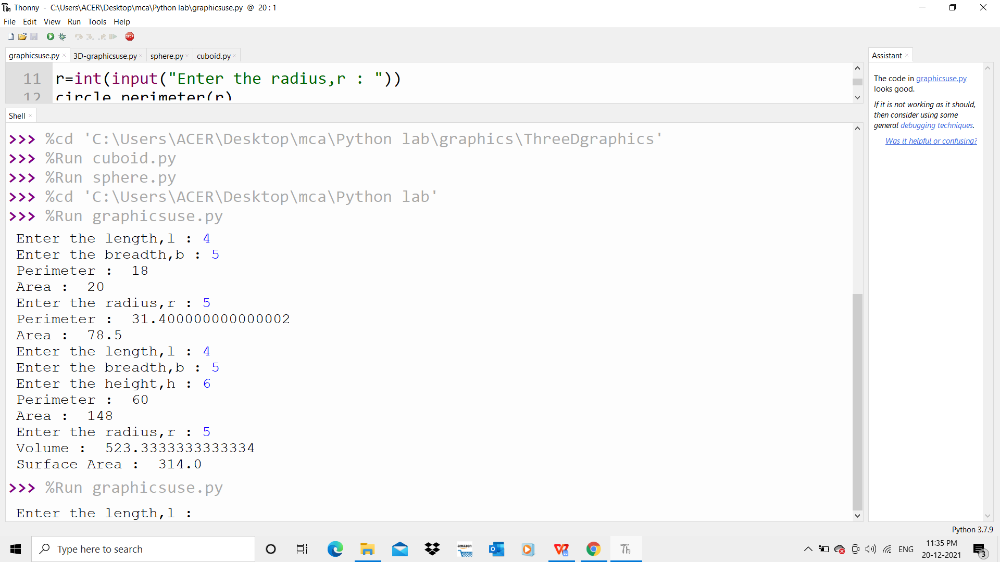 Thonny - C:\Users\ACER\Desktop\mca\Python lab\graphicsuse.py @ 20 : 1
File Edit View Run Tools Help
STOP
graphicsuse.py × 3D-graphicsuse.py × sphere.py × cuboid.py ×
11 r=int(input("Enter the radius,r : "))
12 circle_perimeter(r)
Shell ×
>>> %cd 'C:\Users\ACER\Desktop\mca\Python lab\graphics\ThreeDgraphics'
>>> %Run cuboid.py
>>> %Run sphere.py
>>> %cd 'C:\Users\ACER\Desktop\mca\Python lab'
>>> %Run graphicsuse.py
Enter the length,l : 4
Enter the breadth,b : 5
Perimeter :  18
Area :  20
Enter the radius,r : 5
Perimeter :  31.400000000000002
Area :  78.5
Enter the length,l : 4
Enter the breadth,b : 5
Enter the height,h : 6
Perimeter :  60
Area :  148
Enter the radius,r : 5
Volume :  523.3333333333334
Surface Area :  314.0
>>> %Run graphicsuse.py
Enter the length,l :
Assistant ×
The code in graphicsuse.py
looks good.
If it is not working as it should,
then consider using some
general debugging techniques.
Was it helpful or confusing?
Python 3.7.9
Type here to search
amazon
Th
ENG
11:35 PM
20-12-2021
3